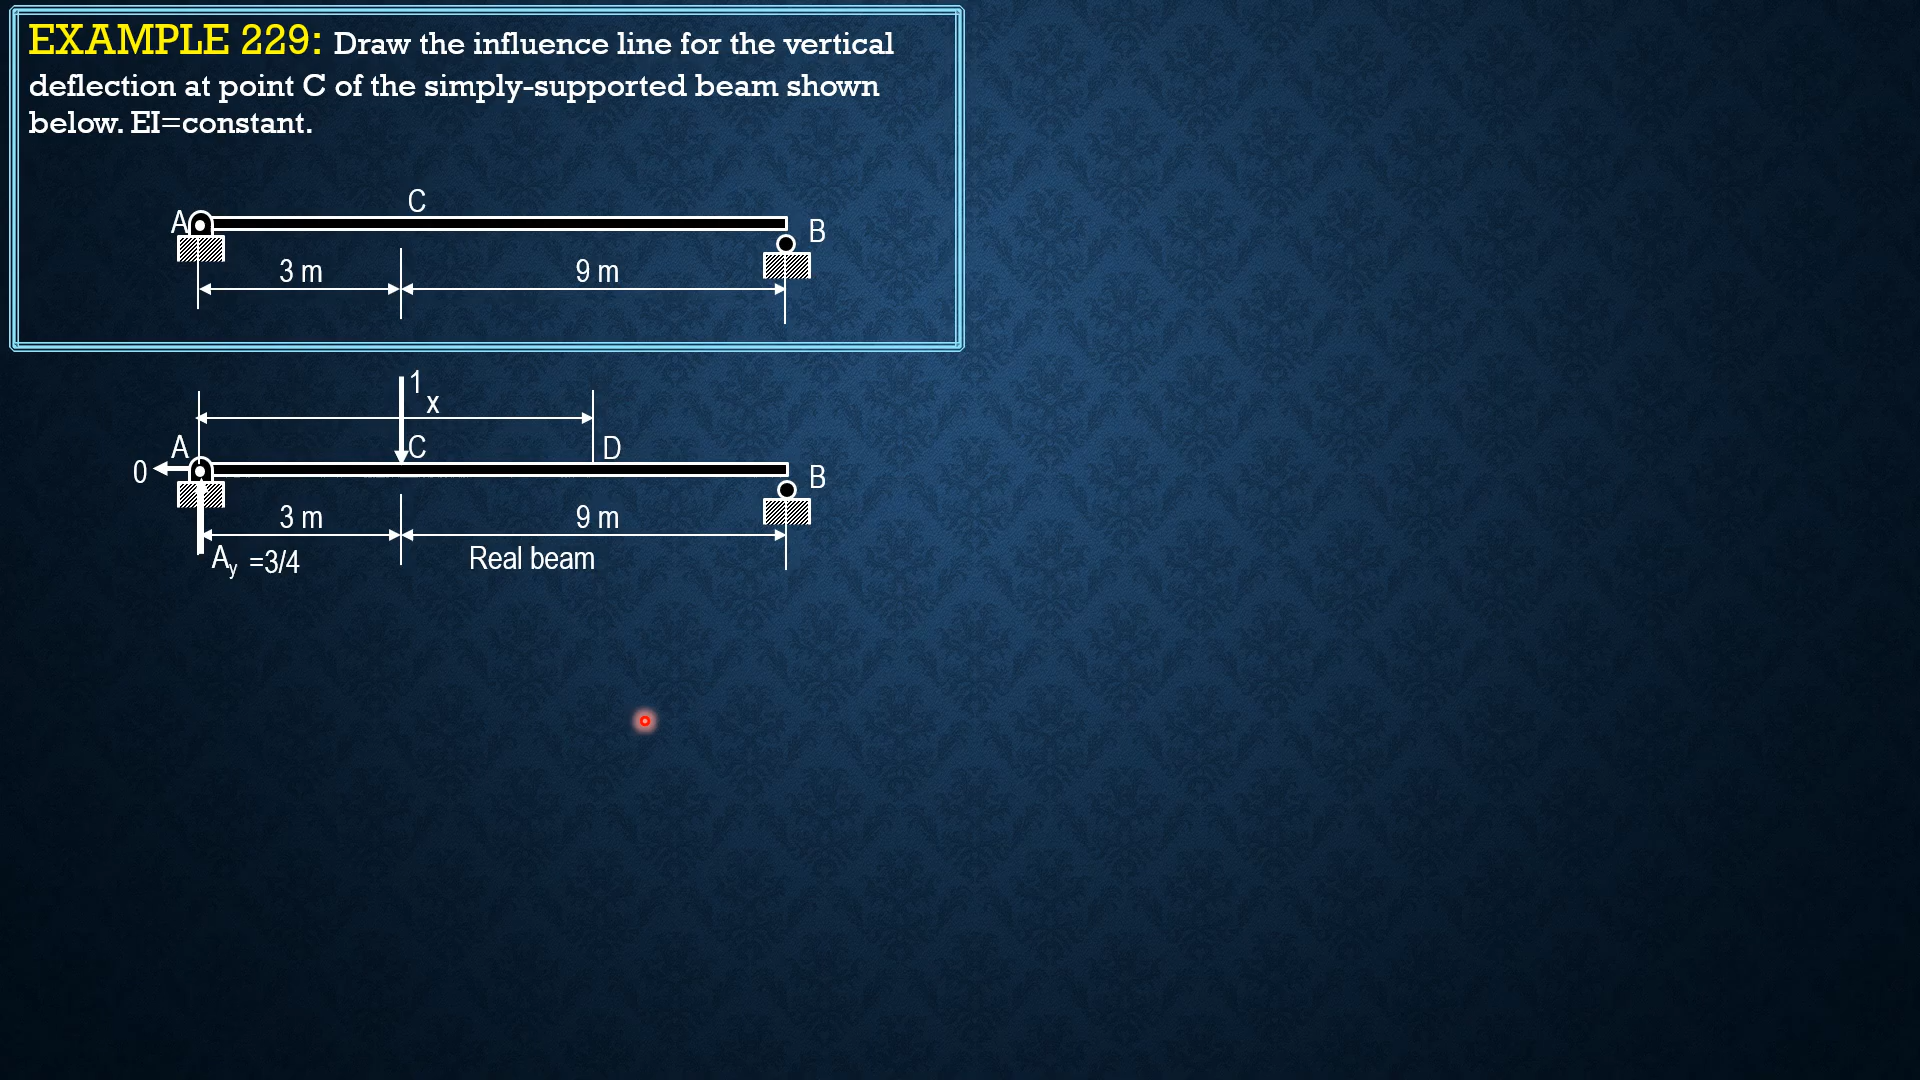 EXAMPLE 229: Draw the influence line for the vertical
deflection at point C of the simply-supported beam shown
below. EI=constant.
C
A
B
3 m
9 m
1
x
A
C
D
0
B
3 m
9 m
Ay =3/4
Real beam